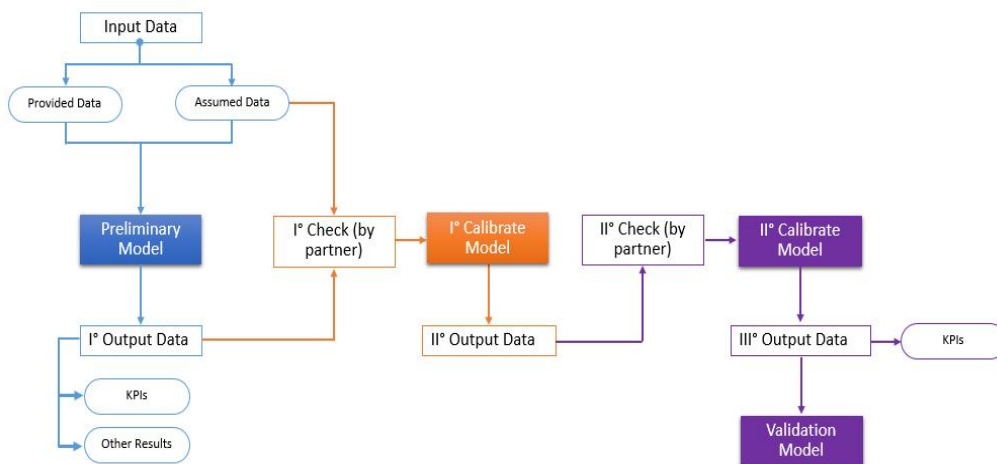 Input Data
Provided Data
Assumed Data
Preliminary
Model
I° Check (by
partner)
I° Calibrate
Model
II° Check (by
partner)
II° Calibrate
Model
I° Output Data
II° Output Data
III° Output Data
KPIs
KPIs
Other Results
Validation
Model